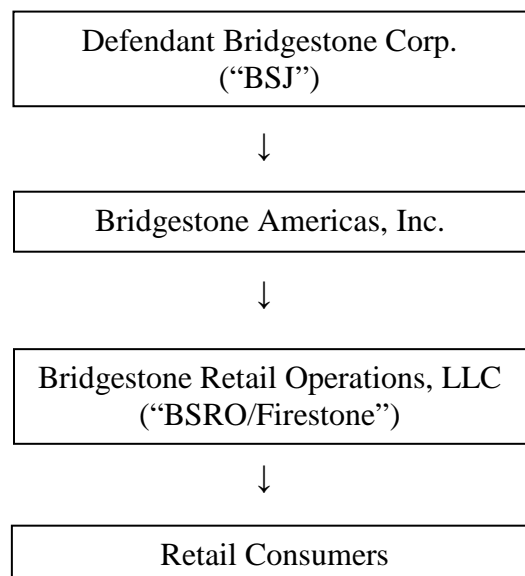 Defendant Bridgestone Corp.
(“BSJ”)
↓
Bridgestone Americas, Inc.
↓
Bridgestone Retail Operations, LLC
(“BSRO/Firestone”)
↓
Retail Consumers